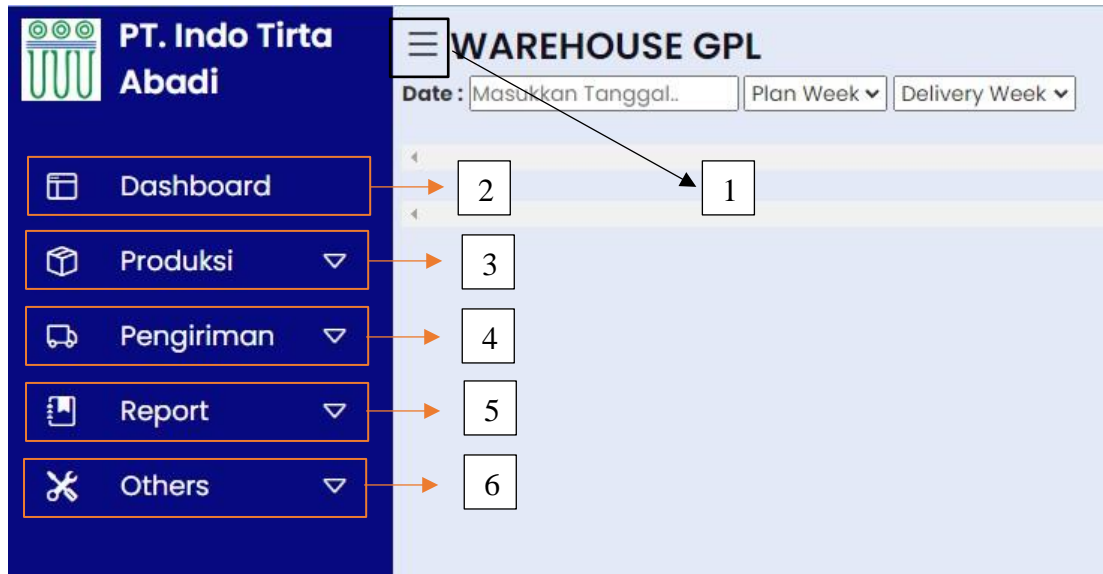 PT. Indo Tirta
Abadi
WAREHOUSE GPL
Date : Masukkan Tanggal.. Plan Week Delivery Week
1
Dashboard 2
Produksi 3
Pengiriman 4
Report 5
Others 6